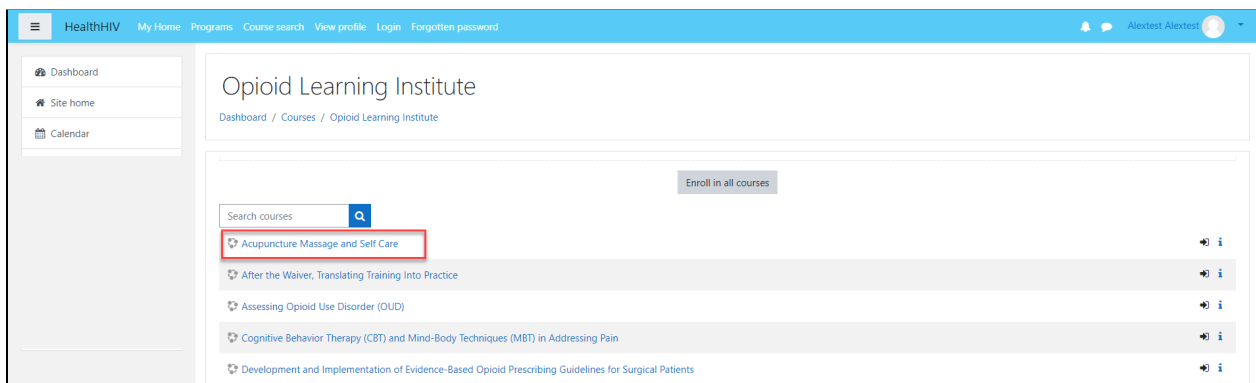 HealthHIV My Home Programs Course search View profile Login Forgotten password Alextest Alextest
Dashboard
Site home
Calendar
Opioid Learning Institute
Dashboard / Courses / Opioid Learning Institute
Enroll in all courses
Search courses
Acupuncture Massage and Self Care
After the Waiver, Translating Training Into Practice
Assessing Opioid Use Disorder (OUD)
Cognitive Behavior Therapy (CBT) and Mind-Body Techniques (MBT) in Addressing Pain
Development and Implementation of Evidence-Based Opioid Prescribing Guidelines for Surgical Patients